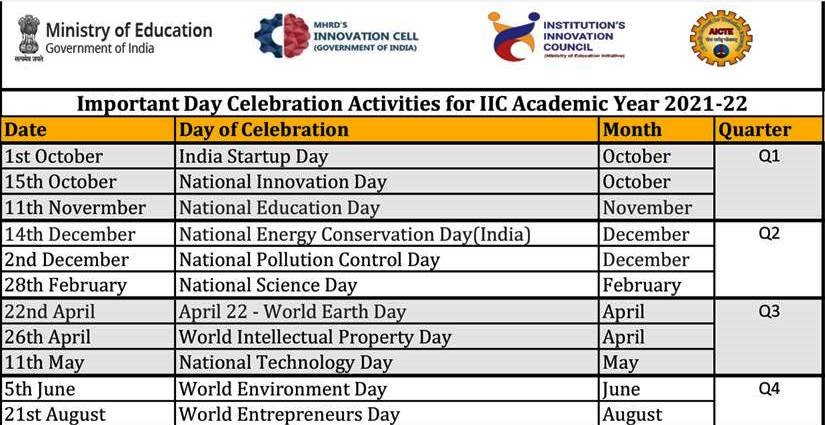 Ministry of Education
Government of India
सत्यमेव जयते
MHRD'S
INNOVATION CELL
(GOVERNMENT OF INDIA)
INSTITUTION'S
INNOVATION
COUNCIL
(Ministry of Education Initiative)
AICTE
Important Day Celebration Activities for IIC Academic Year 2021-22
Date Day of Celebration Month Quarter
1st October India Startup Day October Q1
15th October National Innovation Day October
11th Novermber National Education Day November
14th December National Energy Conservation Day(India) December Q2
2nd December National Pollution Control Day December
28th February National Science Day February
22nd April April 22 - World Earth Day April Q3
26th April World Intellectual Property Day April
11th May National Technology Day May
5th June World Environment Day June Q4
21st August World Entrepreneurs Day August